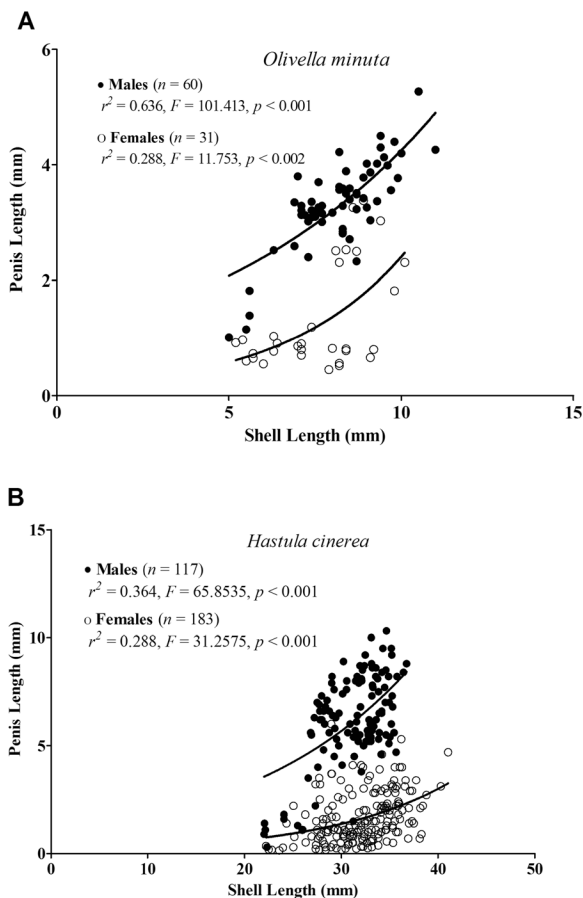 A
Olivella minuta
● Males (n = 60)
r² = 0.636, F = 101.413, p < 0.001
○ Females (n = 31)
r² = 0.288, F = 11.753, p < 0.002
6
4
2
0
Penis Length (mm)
0 5 10 15
Shell Length (mm)
B
Hastula cinerea
● Males (n = 117)
r² = 0.364, F = 65.8535, p < 0.001
○ Females (n = 183)
r² = 0.288, F = 31.2575, p < 0.001
15
10
5
0
Penis Length (mm)
0 10 20 30 40 50
Shell Length (mm)